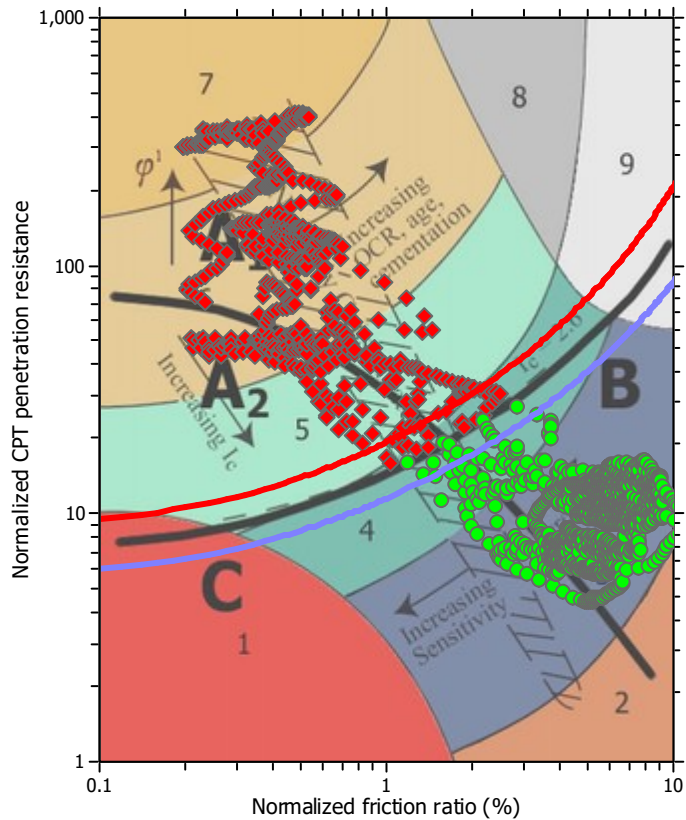 1,000
7
8
9
φ¹
Increasing
OCR, age,
cementation
100
A₁
A₂
Increasing Ic
5
B
10
4
C
1
Increasing
Sensitivity
2
1
0.1
1
10
Normalized CPT penetration resistance
Normalized friction ratio (%)